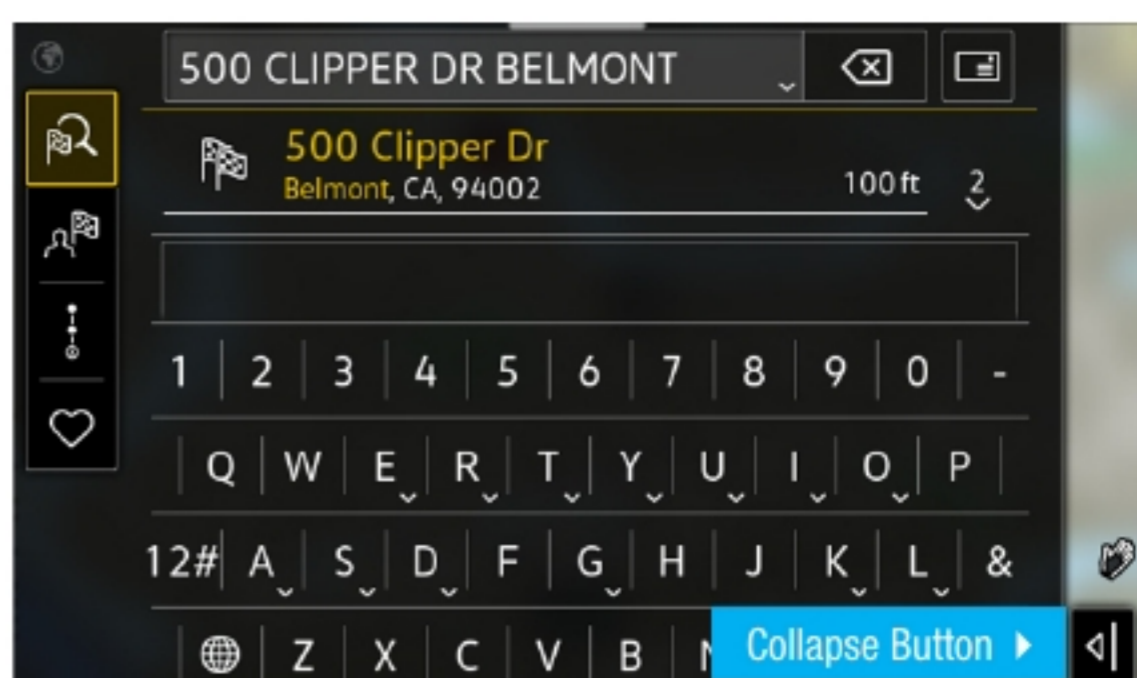 500 CLIPPER DR BELMONT
500 Clipper Dr
Belmont, CA, 94002
100 ft
2
1 2 3 4 5 6 7 8 9 0 -
Q W E R T Y U I O P
12# A S D F G H J K L &
Z X C V B
Collapse Button